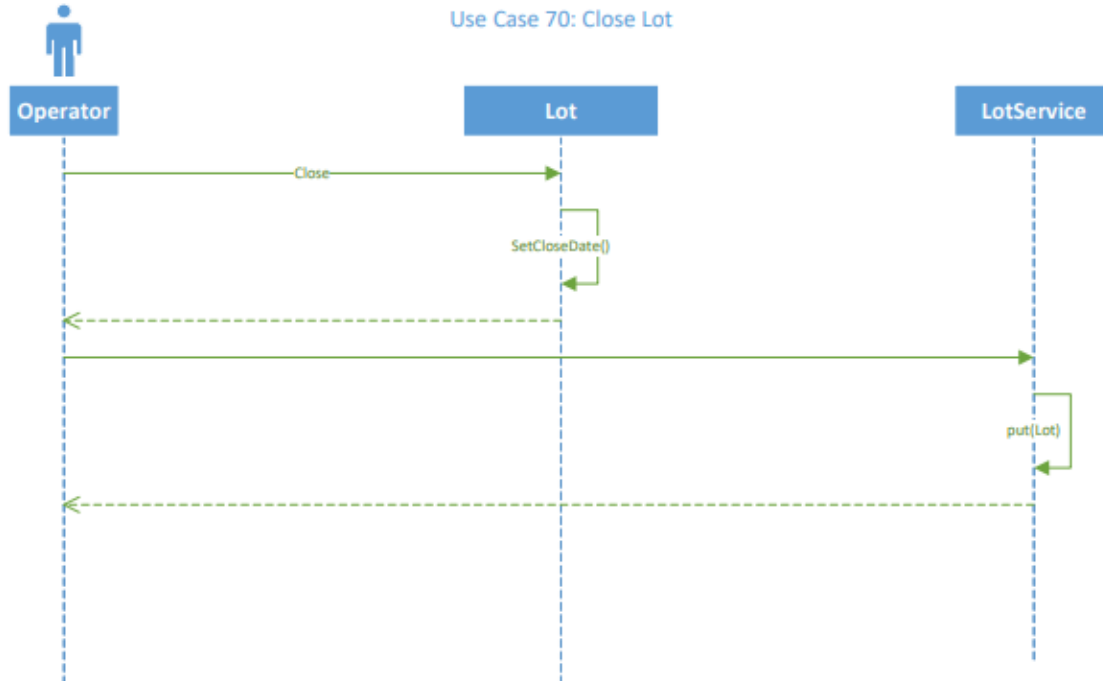 Use Case 70: Close Lot
Operator
Lot
LotService
Close
SetCloseDate()
put(Lot)